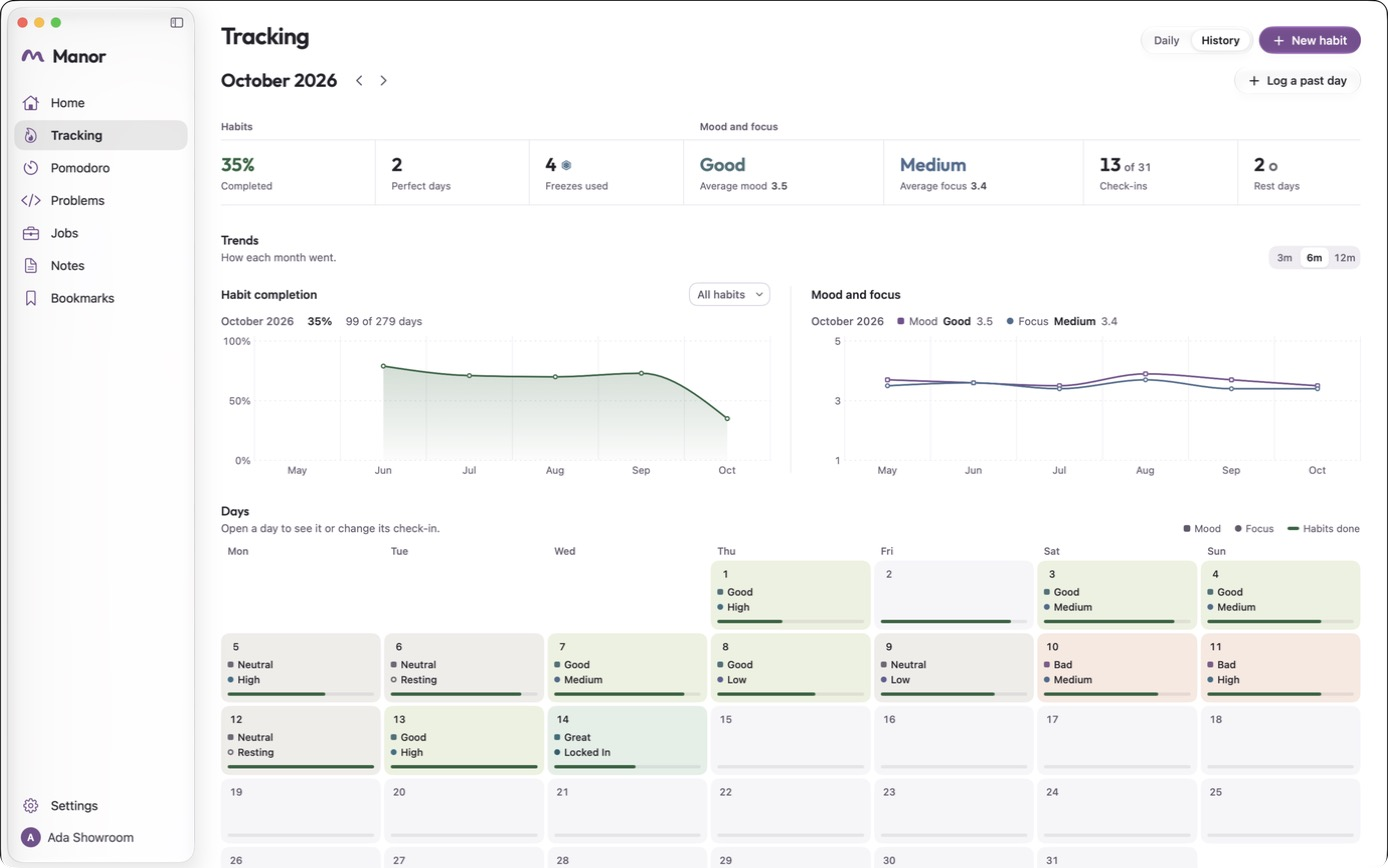 Manor
Home
Tracking
Pomodoro
Problems
Jobs
Notes
Bookmarks
Settings
A Ada Showroom
Tracking
Daily History + New habit
October 2026
+ Log a past day
Habits
Mood and focus
35%
Completed
2
Perfect days
4
Freezes used
Good
Average mood 3.5
Medium
Average focus 3.4
13 of 31
Check-ins
2
Rest days
Trends
How each month went.
3m 6m 12m
Habit completion
All habits
October 2026 35% 99 of 279 days
100%
50%
0%
May Jun Jul Aug Sep Oct
Mood and focus
October 2026 Mood Good 3.5 Focus Medium 3.4
5
3
1
May Jun Jul Aug Sep Oct
Days
Open a day to see it or change its check-in.
Mood Focus Habits done
Mon Tue Wed Thu Fri Sat Sun
1
Good
High
2
3
Good
Medium
4
Good
Medium
5
Neutral
High
6
Neutral
Resting
7
Good
Medium
8
Good
Low
9
Neutral
Low
10
Bad
Medium
11
Bad
High
12
Neutral
Resting
13
Good
High
14
Great
Locked In
15
16
17
18
19
20
21
22
23
24
25
26
27
28
29
30
31